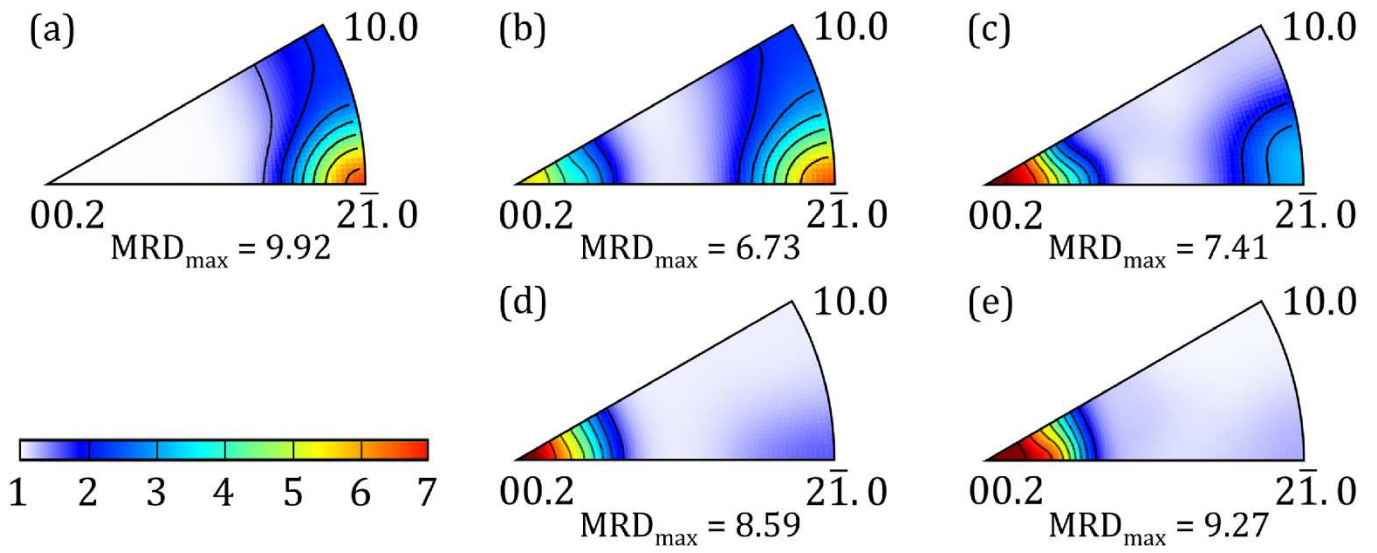 (a)
10.0
00.2
21̅.0
MRDmax = 9.92
(b)
10.0
00.2
21̅.0
MRDmax = 6.73
(c)
10.0
00.2
21̅.0
MRDmax = 7.41
(d)
10.0
00.2
21̅.0
MRDmax = 8.59
(e)
10.0
00.2
21̅.0
MRDmax = 9.27
1 2 3 4 5 6 7